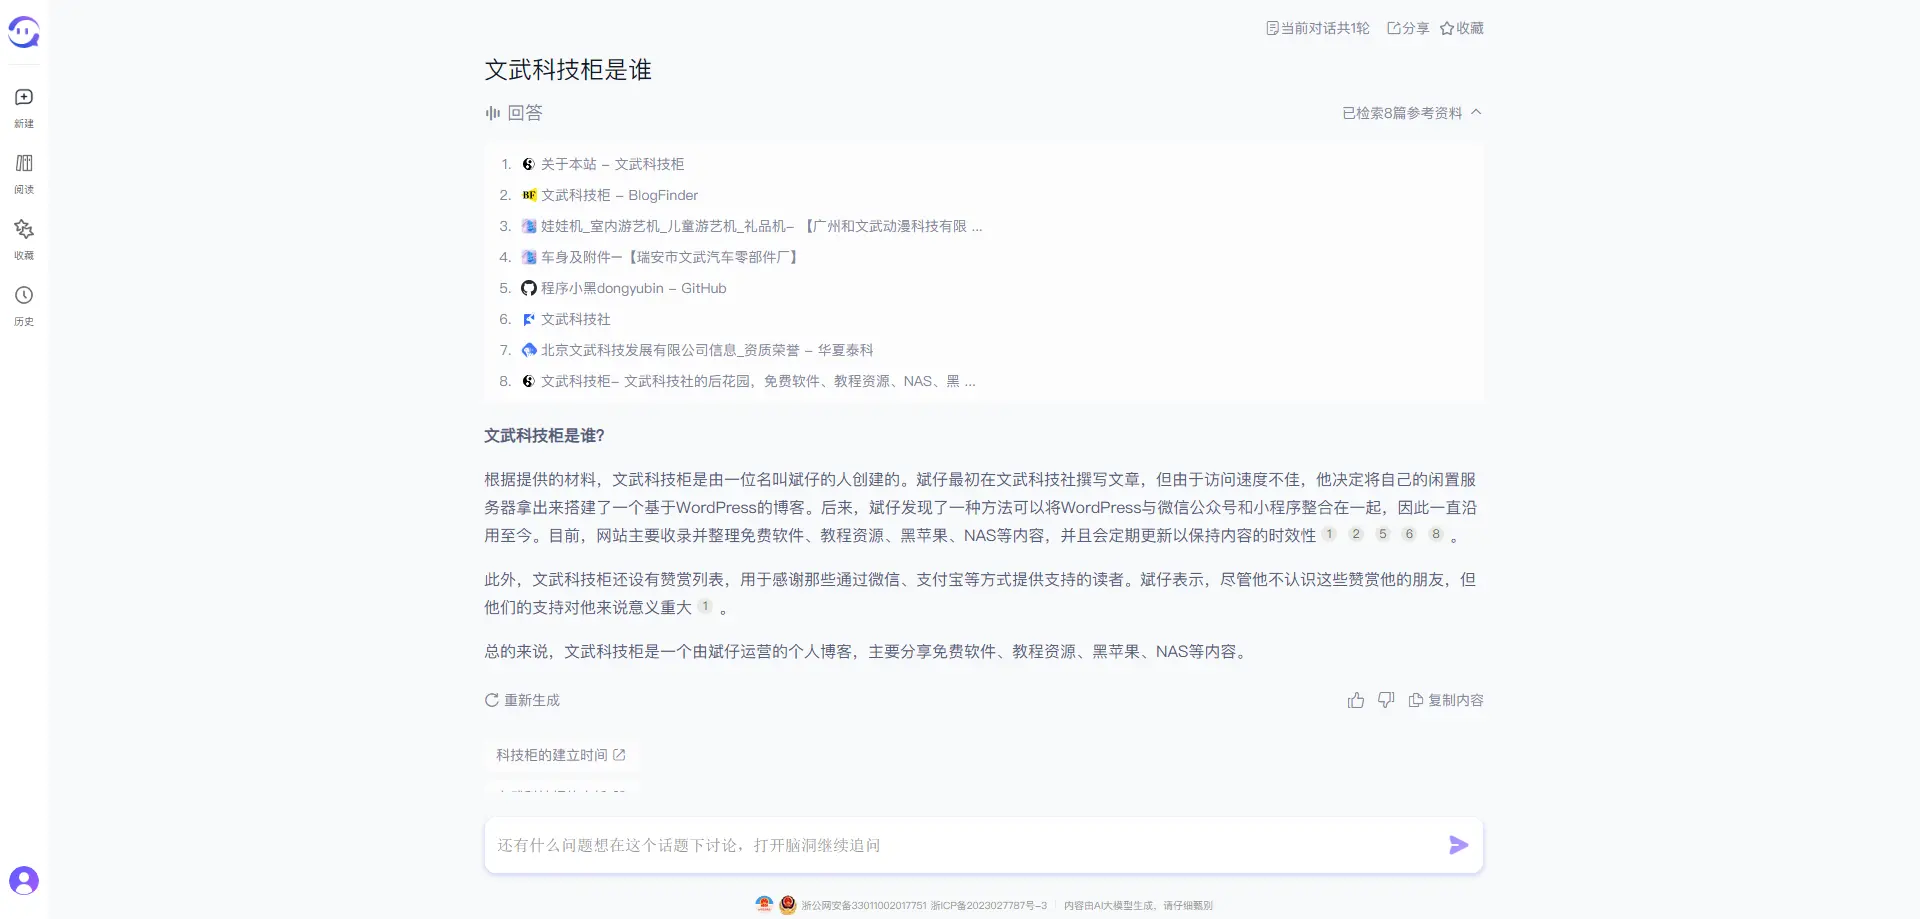 当前对话共1轮 分享 收藏
文武科技柜是谁
新建
回答
已检索8篇参考资料
1. 关于本站 – 文武科技柜
阅读
2. BF 文武科技柜 – BlogFinder
3. 娃娃机_室内游艺机_儿童游艺机_礼品机– 【广州和文武动漫科技有限 ...
收藏
4. 车身及附件—【瑞安市文武汽车零部件厂】
5. 程序小黑dongyubin – GitHub
历史
6. 文武科技社
7. 北京文武科技发展有限公司信息_资质荣誉 – 华夏泰科
8. 文武科技柜– 文武科技社的后花园，免费软件、教程资源、NAS、黑 ...
文武科技柜是谁?
根据提供的材料，文武科技柜是由一位名叫斌仔的人创建的。斌仔最初在文武科技社撰写文章，但由于访问速度不佳，他决定将自己的闲置服
务器拿出来搭建了一个基于WordPress的博客。后来，斌仔发现了一种方法可以将WordPress与微信公众号和小程序整合在一起，因此一直沿
用至今。目前，网站主要收录并整理免费软件、教程资源、黑苹果、NAS等内容，并且会定期更新以保持内容的时效性 1 2 5 6 8 。
此外，文武科技柜还设有赞赏列表，用于感谢那些通过微信、支付宝等方式提供支持的读者。斌仔表示，尽管他不认识这些赞赏他的朋友，但
他们的支持对他来说意义重大 1 。
总的来说，文武科技柜是一个由斌仔运营的个人博客，主要分享免费软件、教程资源、黑苹果、NAS等内容。
重新生成
复制内容
科技柜的建立时间
还有什么问题想在这个话题下讨论，打开脑洞继续追问
浙公网安备33011002017751 浙ICP备2023027787号-3 内容由AI大模型生成，请仔细甄别